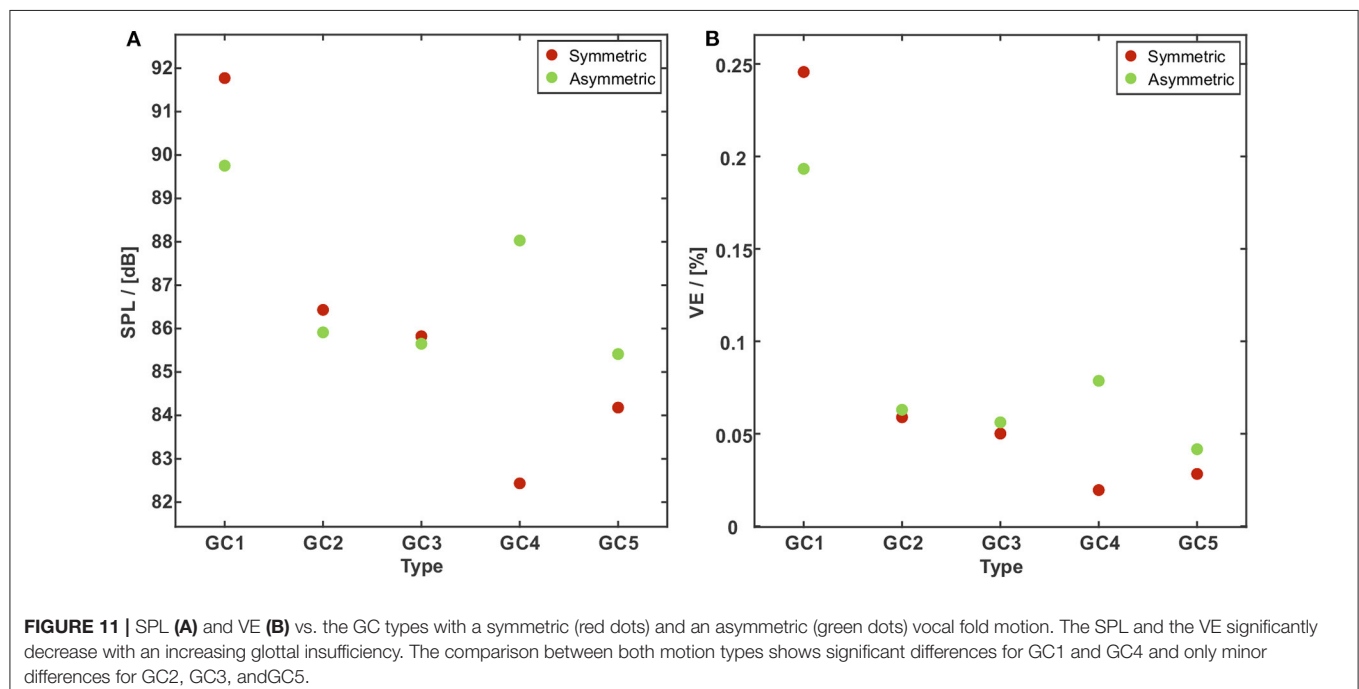 A
Symmetric
Asymmetric
92
91
90
89
88
87
86
85
84
83
82
SPL / [dB]
GC1 GC2 GC3 GC4 GC5
Type
B
Symmetric
Asymmetric
0.25
0.2
0.15
0.1
0.05
0
VE / [%]
GC1 GC2 GC3 GC4 GC5
Type
FIGURE 11 | SPL (A) and VE (B) vs. the GC types with a symmetric (red dots) and an asymmetric (green dots) vocal fold motion. The SPL and the VE significantly
decrease with an increasing glottal insufficiency. The comparison between both motion types shows significant differences for GC1 and GC4 and only minor
differences for GC2, GC3, andGC5.